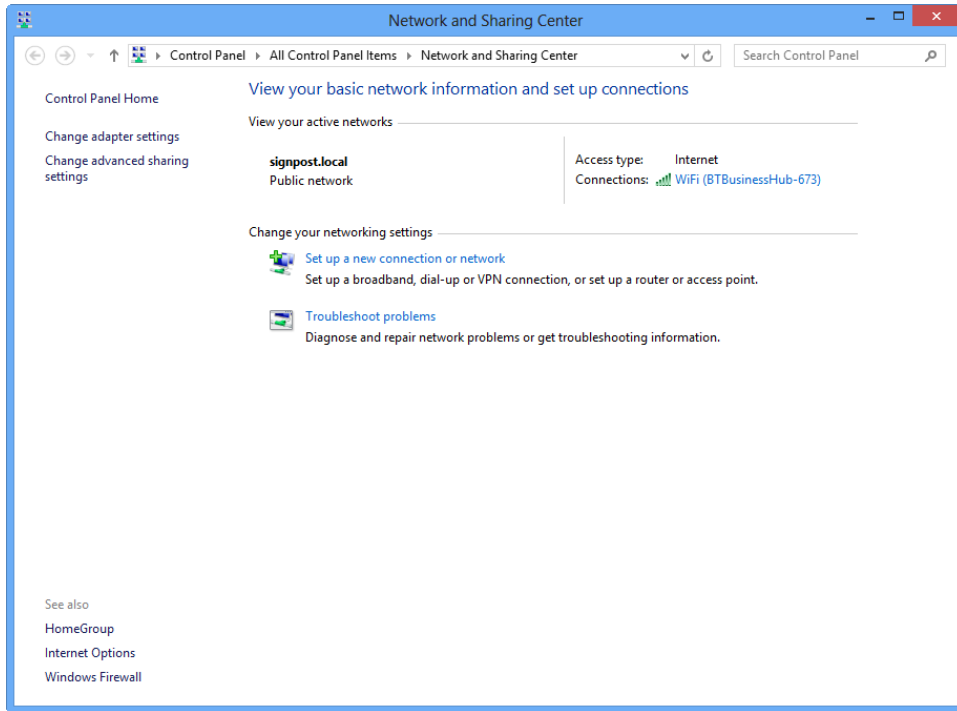 Network and Sharing Center
Control Panel All Control Panel Items Network and Sharing Center
Search Control Panel
Control Panel Home
Change adapter settings
Change advanced sharing
settings
See also
HomeGroup
Internet Options
Windows Firewall
View your basic network information and set up connections
View your active networks
signpost.local
Public network
Access type: Internet
Connections: WiFi (BTBusinessHub-673)
Change your networking settings
Set up a new connection or network
Set up a broadband, dial-up or VPN connection, or set up a router or access point.
Troubleshoot problems
Diagnose and repair network problems or get troubleshooting information.